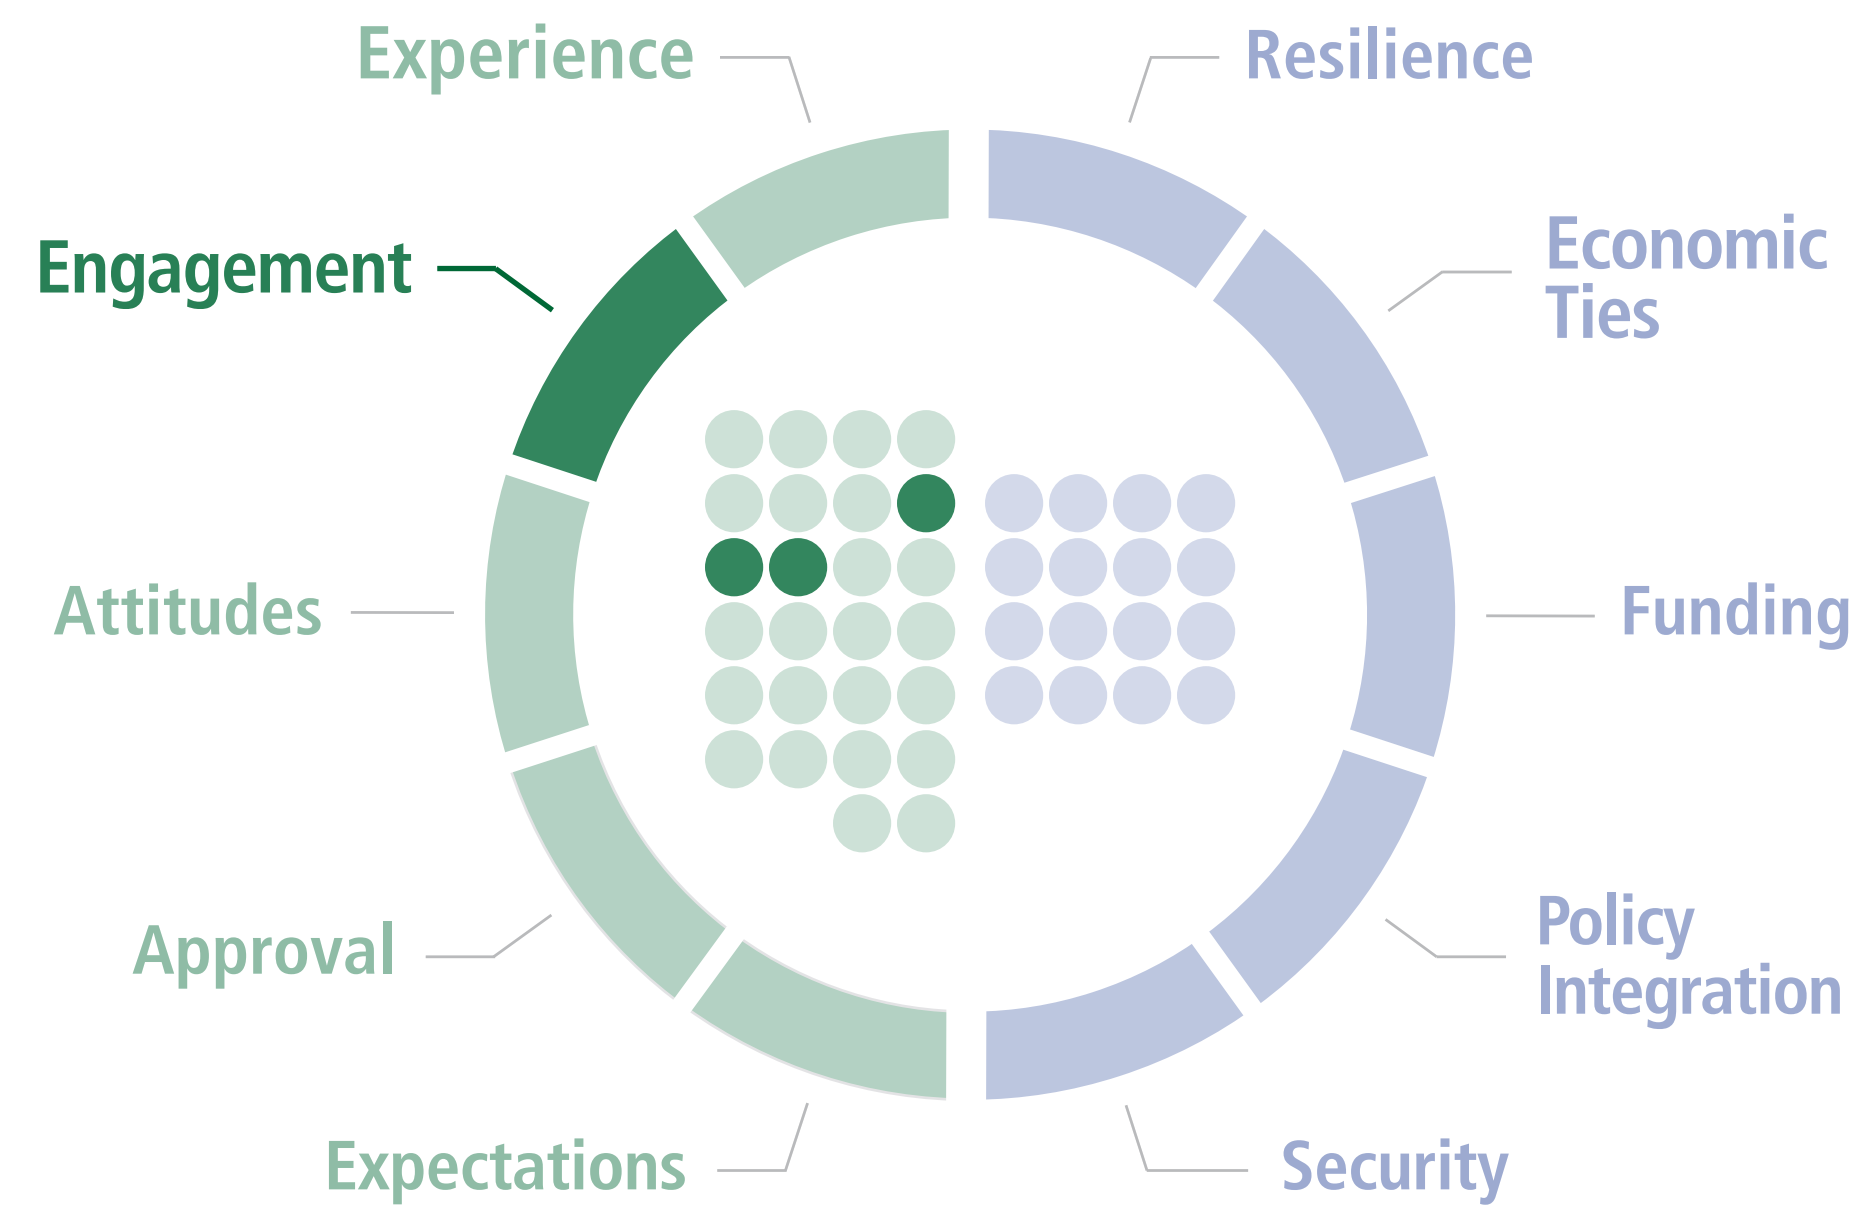 Experience
Resilience
Engagement
Economic
Ties
Attitudes
Funding
Approval
Policy
Integration
Expectations
Security